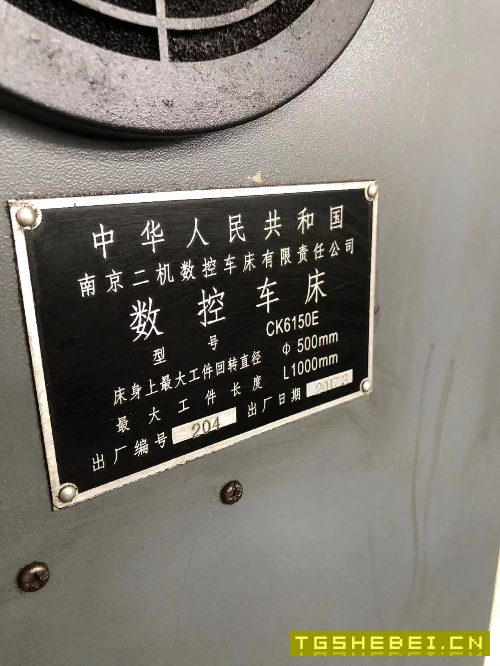 中华人民共和国
南京二机数控车床有限责任公司
数控车床
型号 CK6150E
床身上最大工件回转直径 Φ 500mm
最大工件长度 L1000mm
出厂编号 204 出厂日期 2017.3
TGSHEBEI.CN